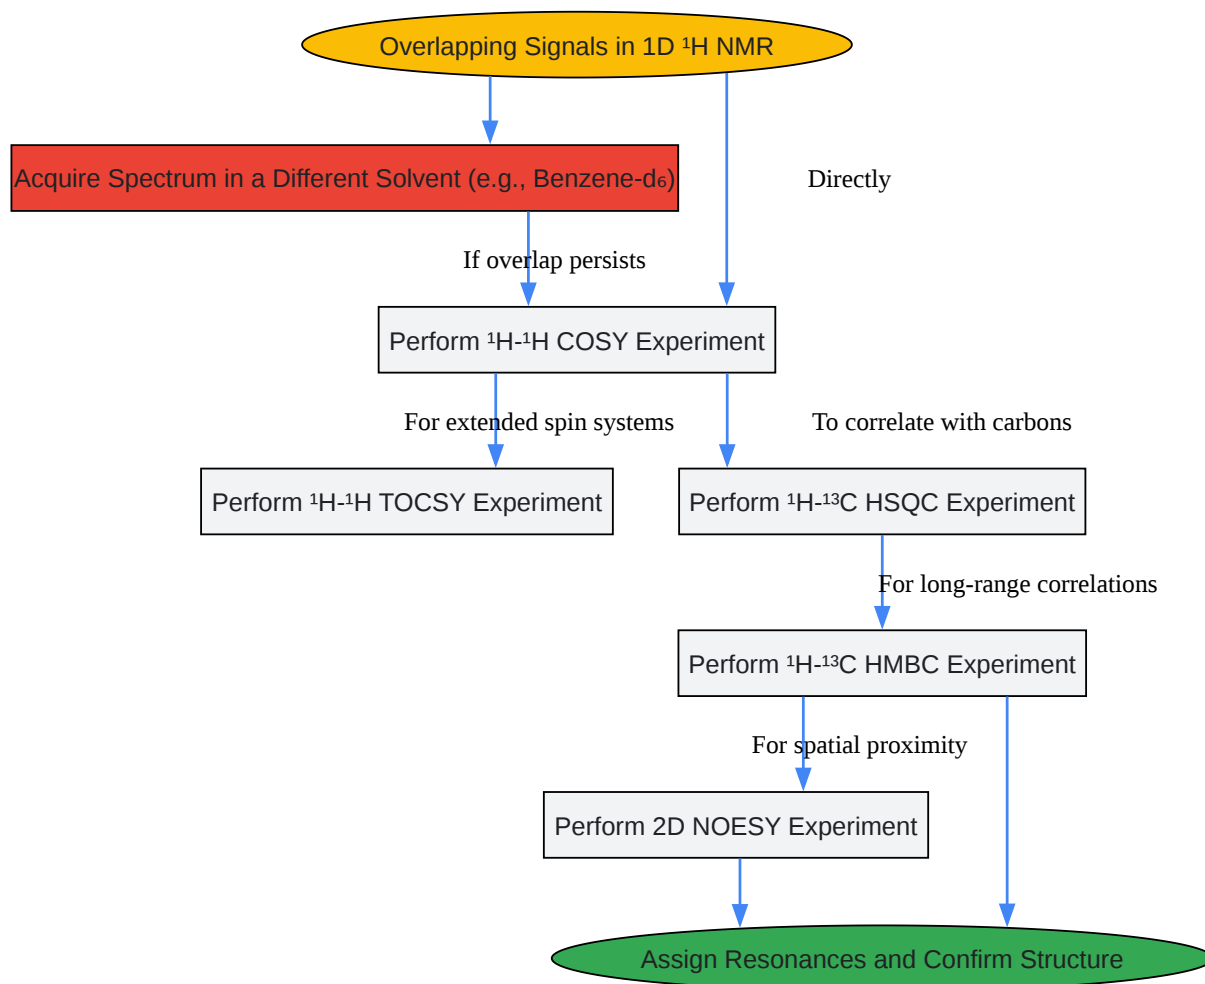 Overlapping Signals in 1D ¹H NMR
Acquire Spectrum in a Different Solvent (e.g., Benzene-d₆)
Directly
If overlap persists
Perform ¹H-¹H COSY Experiment
For extended spin systems
To correlate with carbons
Perform ¹H-¹H TOCSY Experiment
Perform ¹H-¹³C HSQC Experiment
For long-range correlations
Perform ¹H-¹³C HMBC Experiment
For spatial proximity
Perform 2D NOESY Experiment
Assign Resonances and Confirm Structure